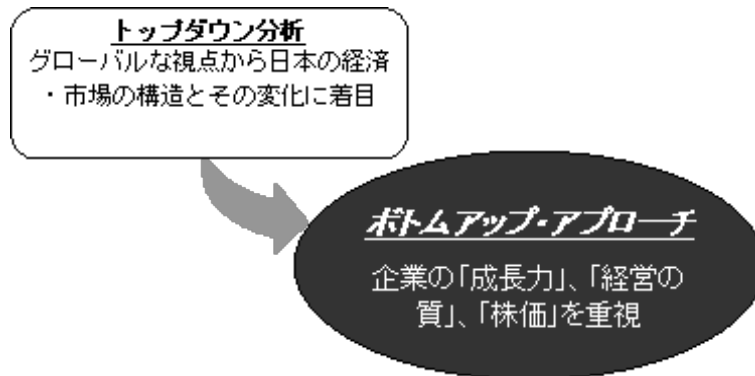 トップダウン分析
グローバルな視点から日本の経済
・市場の構造とその変化に着目
ボトムアップ・アプローチ
企業の「成長力」、「経営の
質」、「株価」を重視